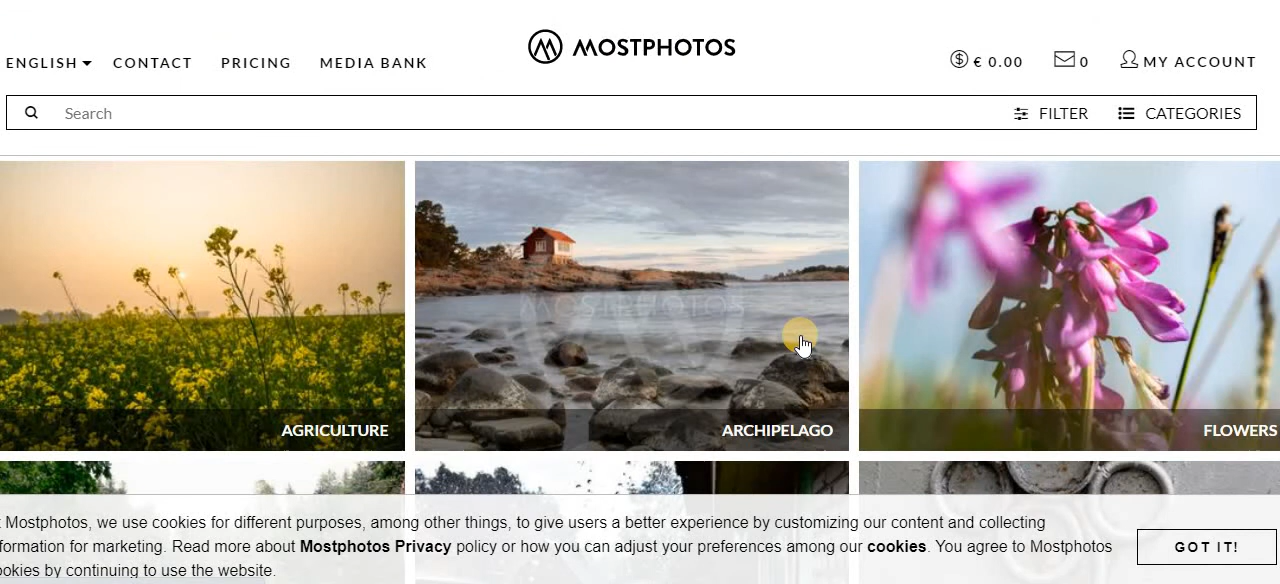 MOSTPHOTOS
ENGLISH CONTACT PRICING MEDIA BANK
€ 0.00 0 MY ACCOUNT
Search FILTER CATEGORIES
MOSTPHOTOS
AGRICULTURE ARCHIPELAGO FLOWERS
Mostphotos, we use cookies for different purposes, among other things, to give users a better experience by customizing our content and collecting
formation for marketing. Read more about Mostphotos Privacy policy or how you can adjust your preferences among our cookies. You agree to Mostphotos
ookies by continuing to use the website.
GOT IT!